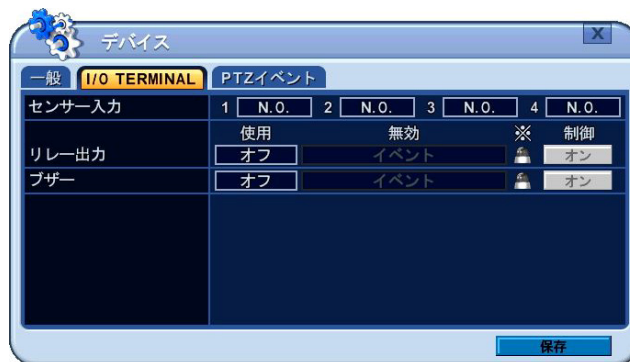 デバイス
X
一般 I/O TERMINAL PTZイベント
センサー入力 1 N.O. 2 N.O. 3 N.O. 4 N.O.
使用 無効 ※ 制御
リレー出力 オフ イベント オン
ブザー オフ イベント オン
保存